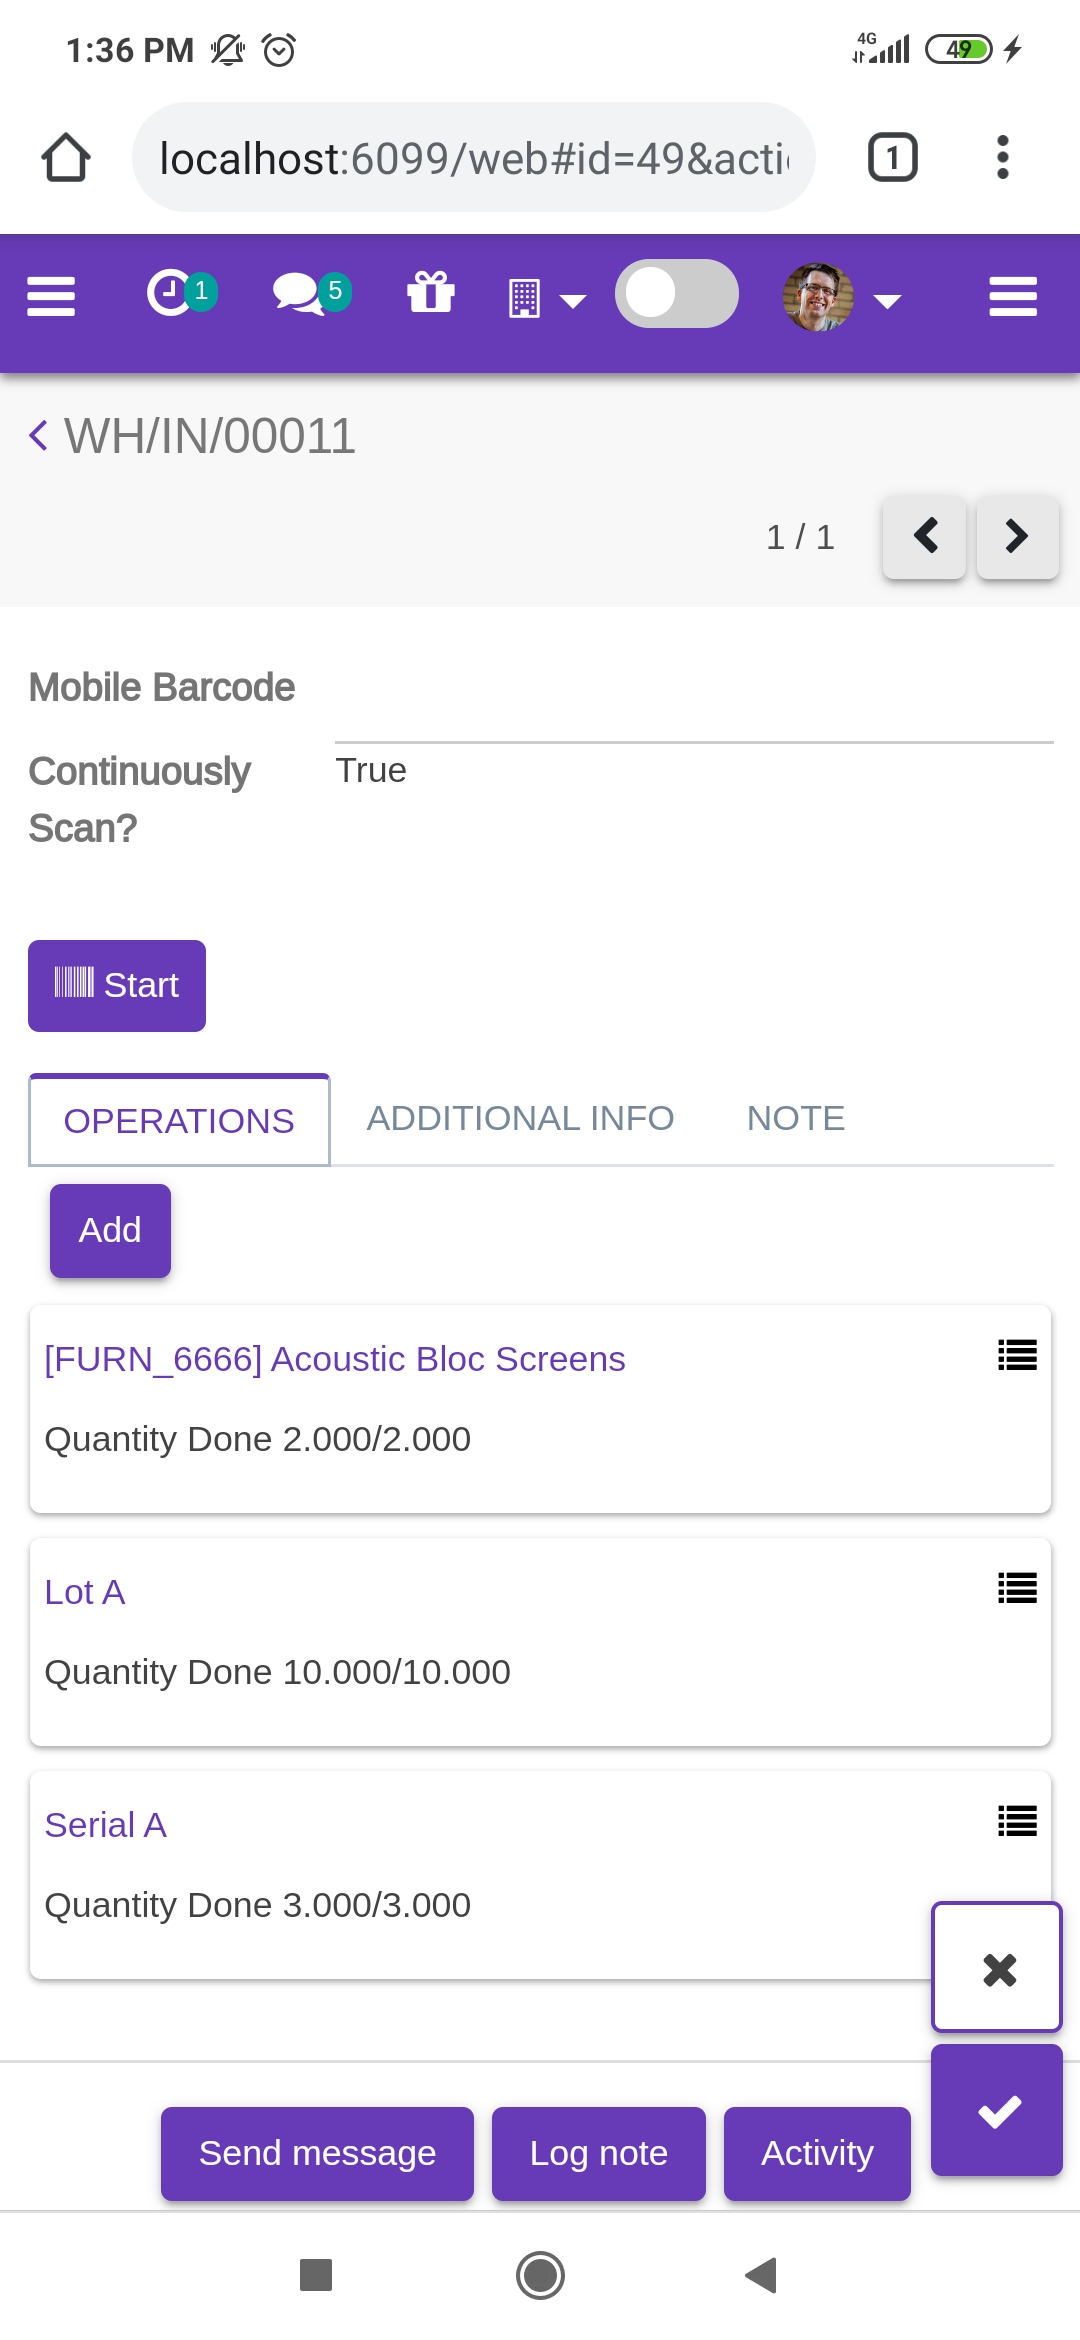 1:36 PM
4G
49
localhost:6099/web#id=49&acti
1
1
5
WH/IN/00011
1 / 1
Mobile Barcode
Continuously
Scan?
True
Start
OPERATIONS
ADDITIONAL INFO
NOTE
Add
[FURN_6666] Acoustic Bloc Screens
Quantity Done 2.000/2.000
Lot A
Quantity Done 10.000/10.000
Serial A
Quantity Done 3.000/3.000
Send message
Log note
Activity